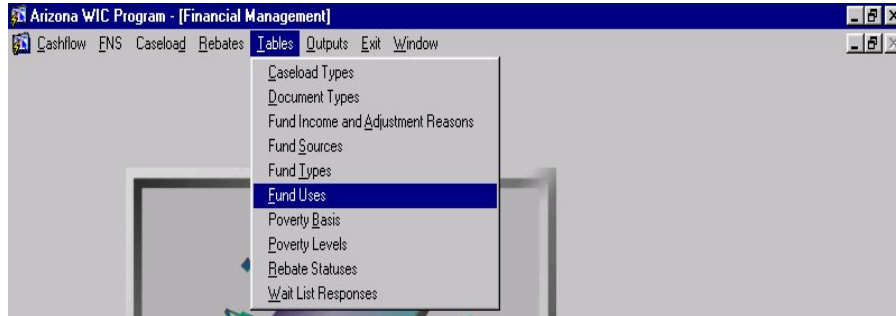 Arizona WIC Program - [Financial Management]
Cashflow FNS Caseload Rebates Tables Outputs Exit Window
Caseload Types
Document Types
Fund Income and Adjustment Reasons
Fund Sources
Fund Types
Fund Uses
Poverty Basis
Poverty Levels
Rebate Statuses
Wait List Responses